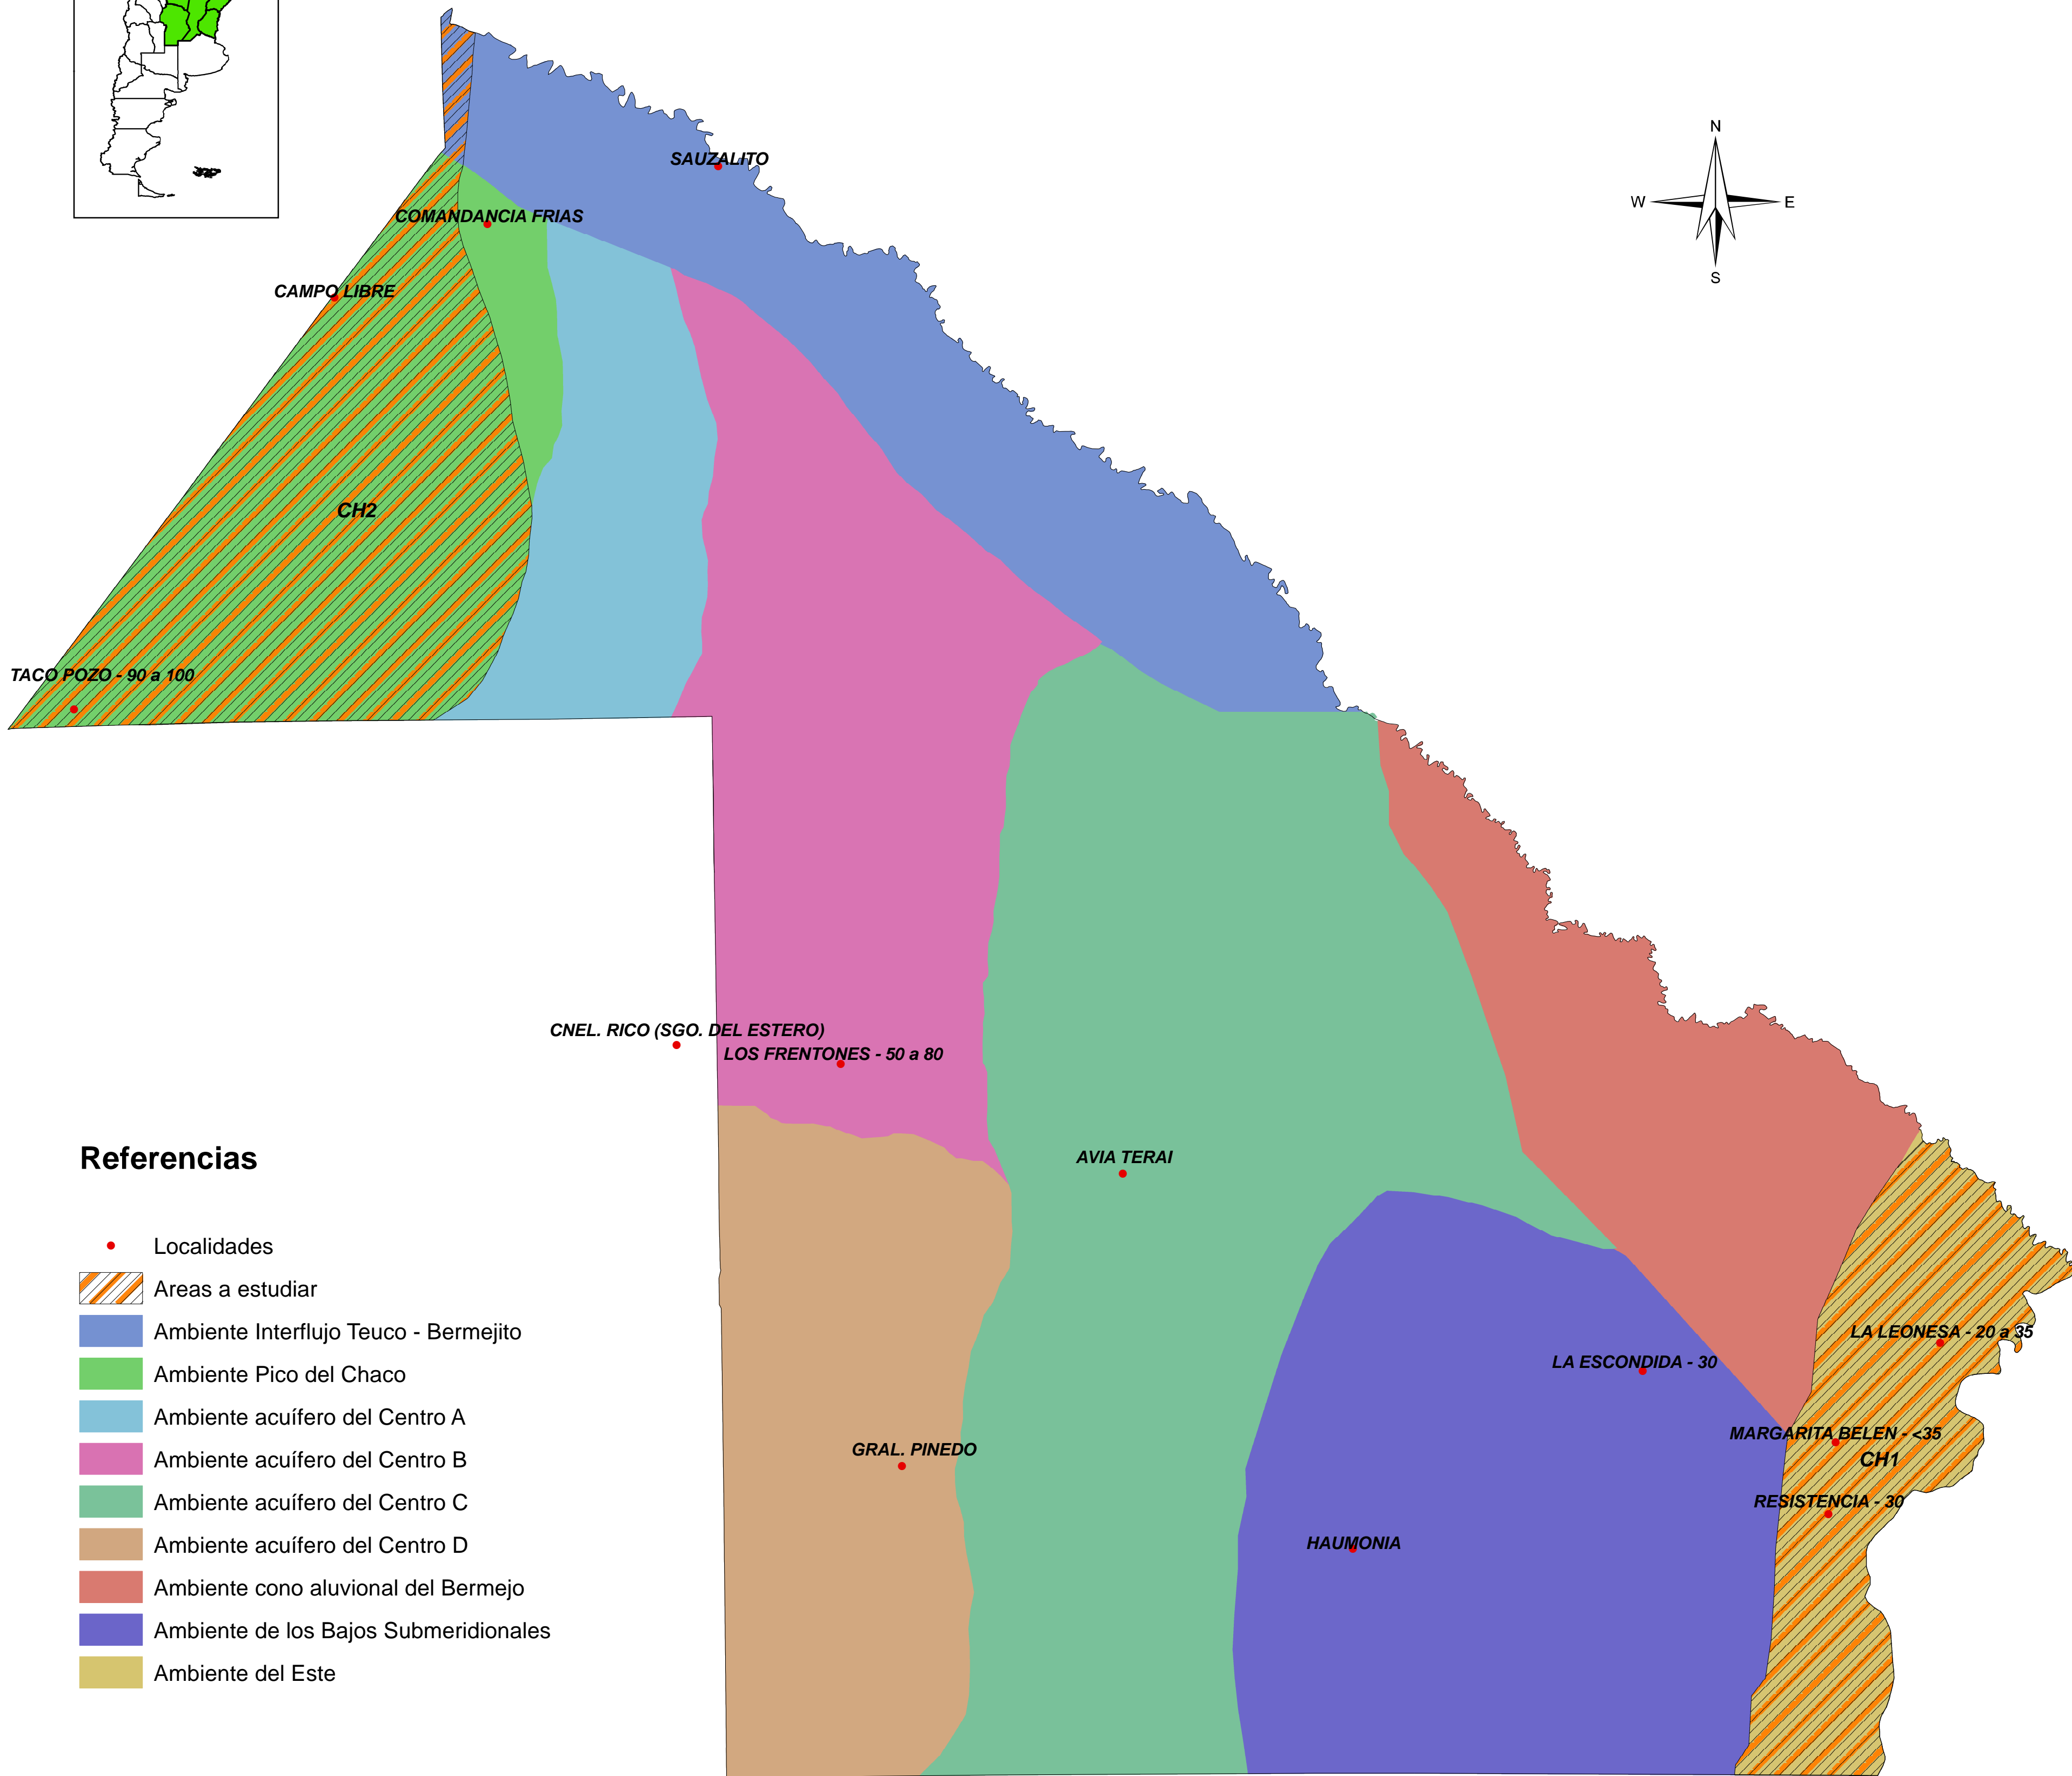 N
W E
S
SAUZALITO
COMANDANCIA FRIAS
CAMPO LIBRE
CH2
TACO POZO - 90 a 100
CNEL. RICO (SGO. DEL ESTERO)
LOS FRENTONES - 50 a 80
AVIA TERAI
LA LEONESA - 20 a 35
LA ESCONDIDA - 30
MARGARITA BELEN - <35
CH1
GRAL. PINEDO
RESISTENCIA - 30
HAUMONIA
Referencias
Localidades
Areas a estudiar
Ambiente Interflujo Teuco - Bermejito
Ambiente Pico del Chaco
Ambiente acuífero del Centro A
Ambiente acuífero del Centro B
Ambiente acuífero del Centro C
Ambiente acuífero del Centro D
Ambiente cono aluvional del Bermejo
Ambiente de los Bajos Submeridionales
Ambiente del Este